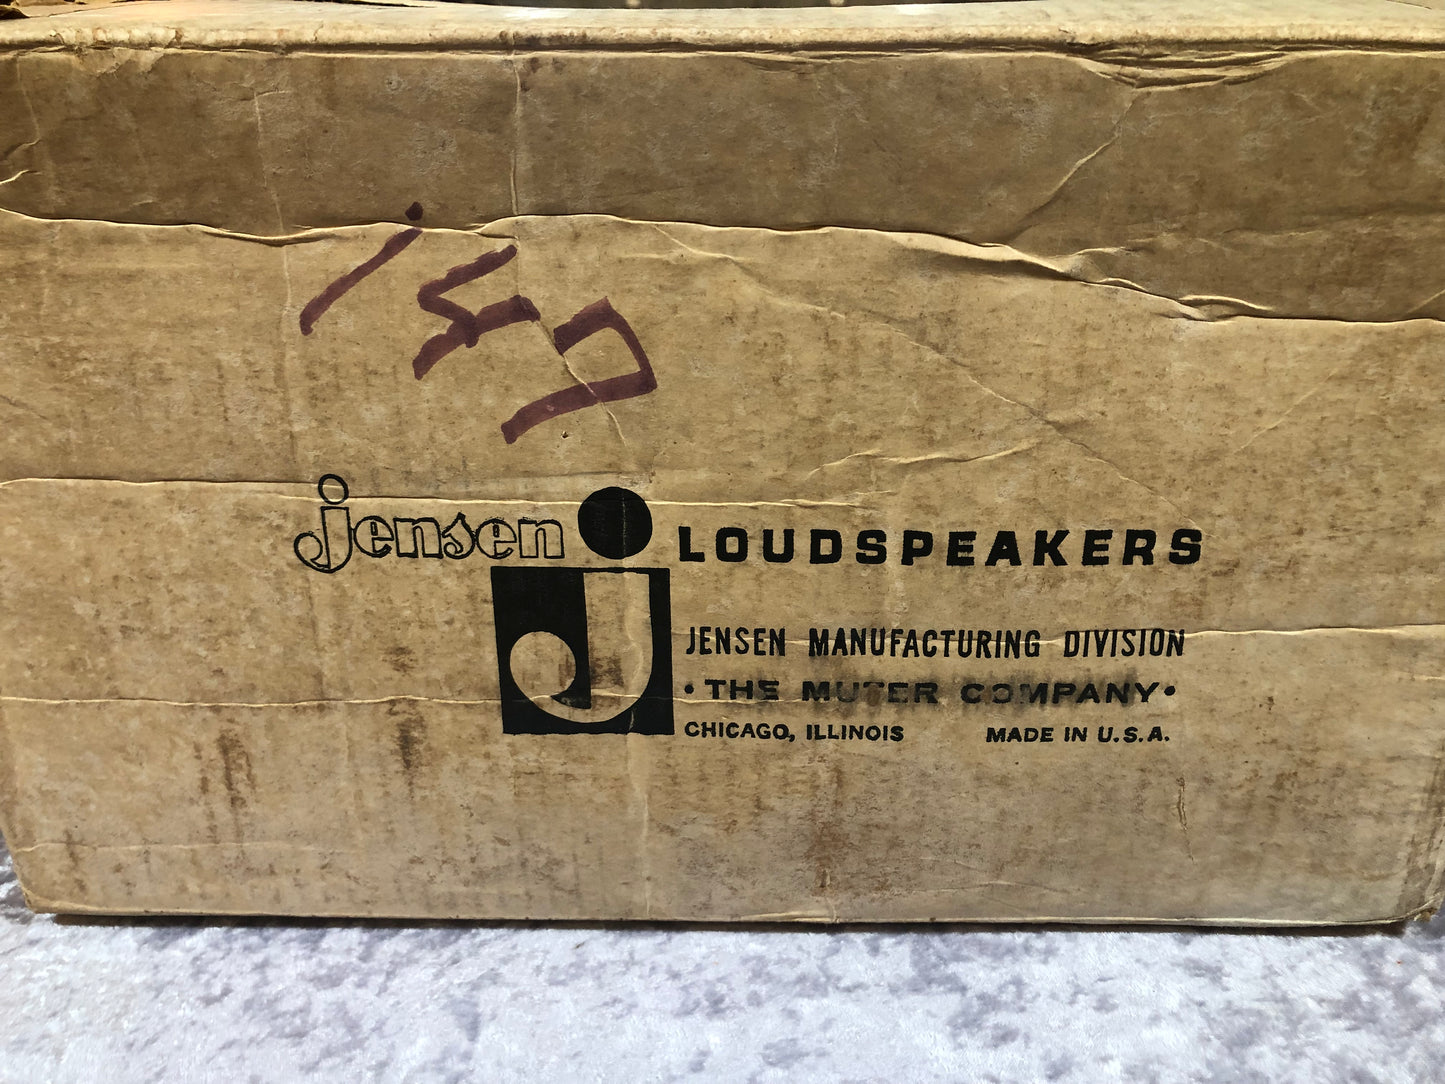 147
jensen LOUDSPEAKERS
JENSEN MANUFACTURING DIVISION
• THE MUTER COMPANY •
CHICAGO, ILLINOIS MADE IN U.S.A.